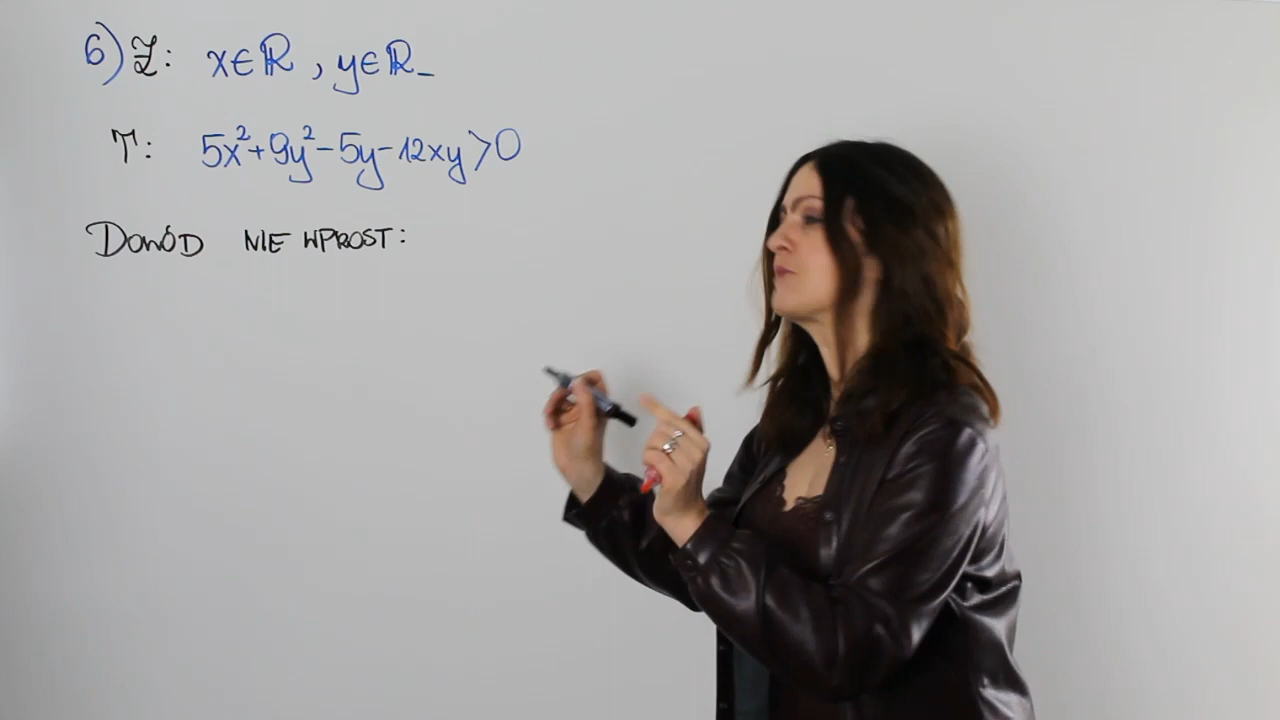 6) Z: x∈ℝ, y∈ℝ₋
T: 5x²+9y²-5y-12xy>0
DOWÓD NIE WPROST: